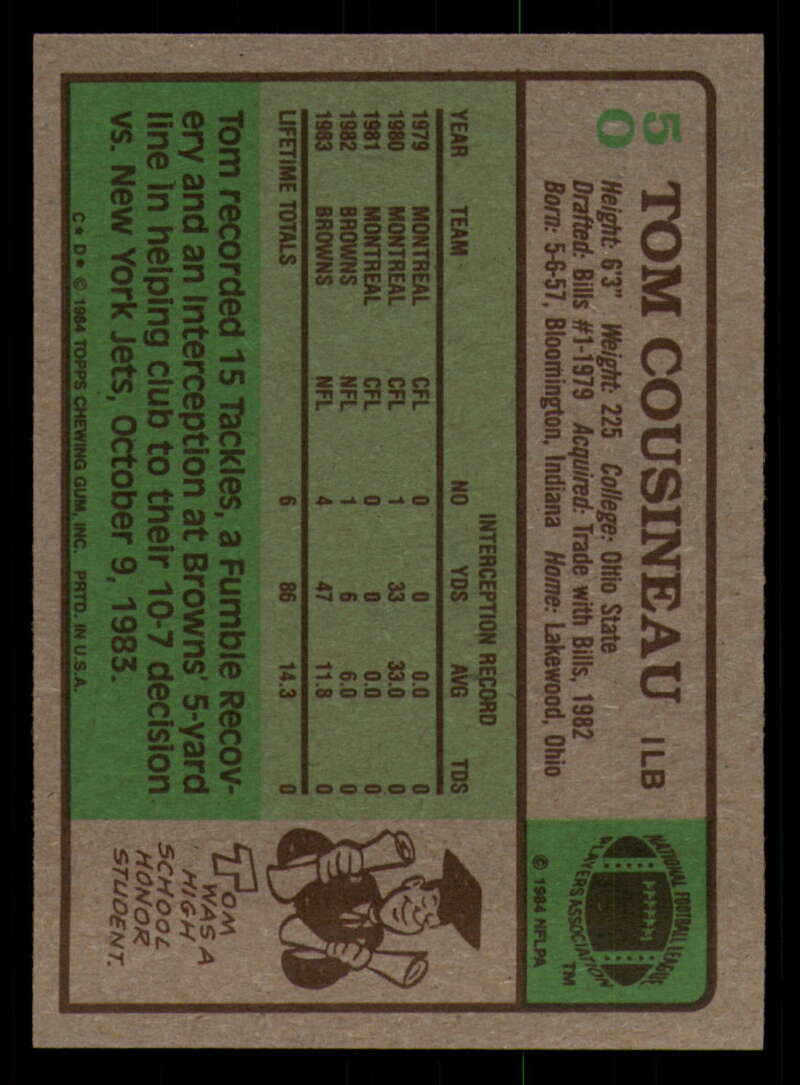 50
TOM COUSINEAU ILB
Height: 6'3" Weight: 225 College: Ohio State
Drafted: Bills #1-1979 Acquired: Trade with Bills, 1982
Born: 5-6-57, Bloomington, Indiana Home: Lakewood, Ohio
NATIONAL FOOTBALL LEAGUE
PLAYERS ASSOCIATION
TM
© 1984 NFLPA
INTERCEPTION RECORD
YEAR TEAM NO YDS AVG TDS
1979 MONTREAL CFL 0 0 0.0 0
1980 MONTREAL CFL 1 33 33.0 0
1981 MONTREAL CFL 0 0 0.0 0
1982 BROWNS NFL 1 6 6.0 0
1983 BROWNS NFL 4 47 11.8 0
LIFETIME TOTALS 6 86 14.3 0
Tom recorded 15 Tackles, a Fumble Recov-
ery and an Interception at Browns' 5-yard
line in helping club to their 10-7 decision
vs. New York Jets, October 9, 1983.
C* D* © 1984 TOPPS CHEWING GUM, INC. PRTD. IN U.S.A.
TOM
WAS A
HIGH
SCHOOL
HONOR
STUDENT.